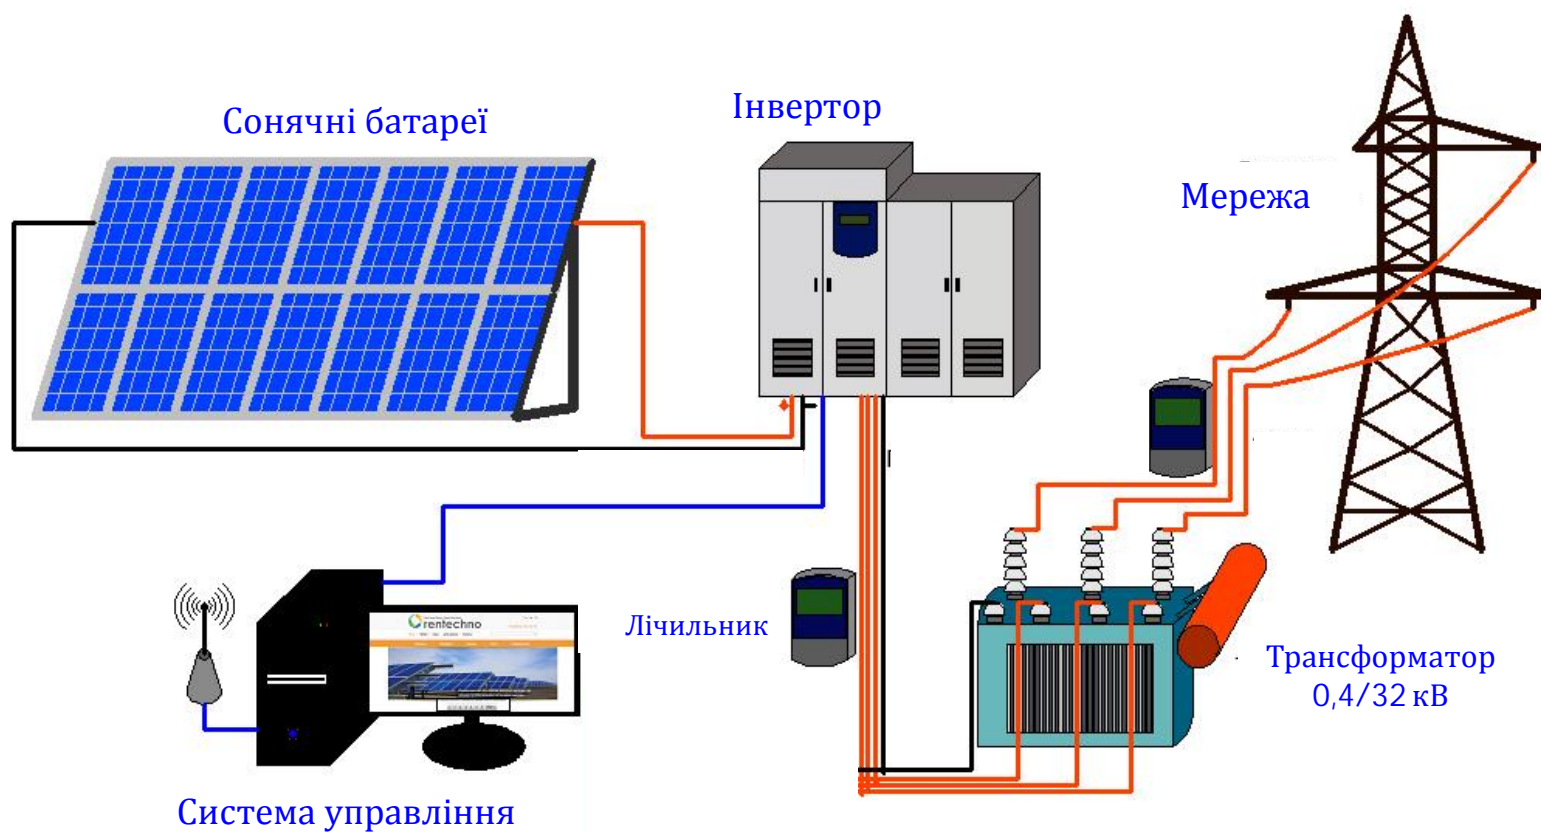 Сонячні батареї
Інвертор
Мережа
Лічильник
rentechno
Трансформатор
0,4/32 кВ
Система управління